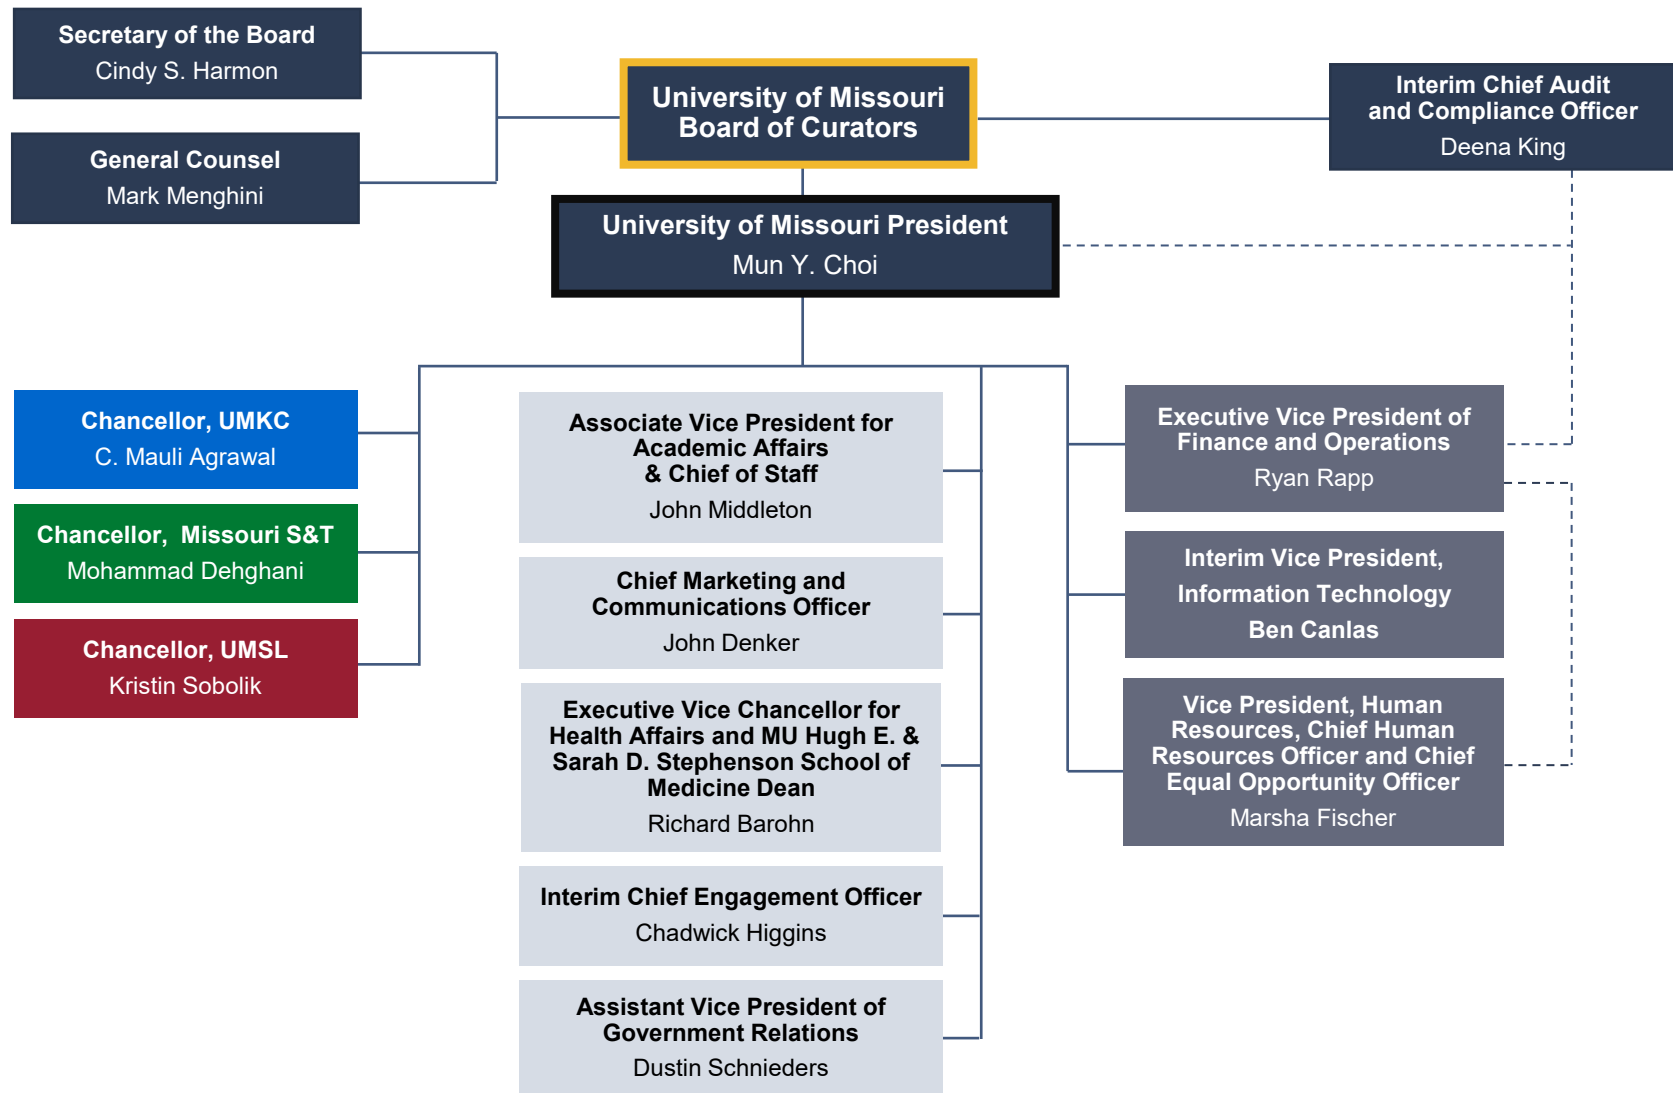 Secretary of the Board
Cindy S. Harmon
General Counsel
Mark Menghini
University of Missouri
Board of Curators
Interim Chief Audit
and Compliance Officer
Deena King
University of Missouri President
Mun Y. Choi
Chancellor, UMKC
C. Mauli Agrawal
Chancellor, Missouri S&T
Mohammad Dehghani
Chancellor, UMSL
Kristin Sobolik
Associate Vice President for
Academic Affairs
& Chief of Staff
John Middleton
Chief Marketing and
Communications Officer
John Denker
Executive Vice Chancellor for
Health Affairs and MU Hugh E. &
Sarah D. Stephenson School of
Medicine Dean
Richard Barohn
Interim Chief Engagement Officer
Chadwick Higgins
Assistant Vice President of
Government Relations
Dustin Schnieders
Executive Vice President of
Finance and Operations
Ryan Rapp
Interim Vice President,
Information Technology
Ben Canlas
Vice President, Human
Resources, Chief Human
Resources Officer and Chief
Equal Opportunity Officer
Marsha Fischer